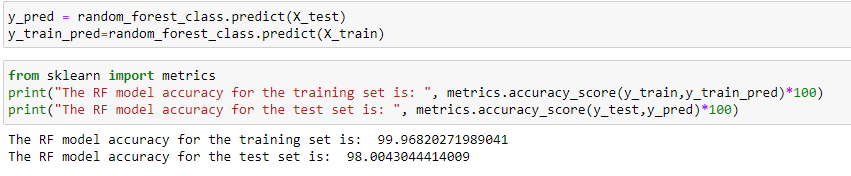 y_pred = random_forest_class.predict(X_test)
y_train_pred=random_forest_class.predict(X_train)
from sklearn import metrics
print("The RF model accuracy for the training set is: ", metrics.accuracy_score(y_train,y_train_pred)*100)
print("The RF model accuracy for the test set is: ", metrics.accuracy_score(y_test,y_pred)*100)
The RF model accuracy for the training set is:  99.96820271989041
The RF model accuracy for the test set is:  98.0043044414009